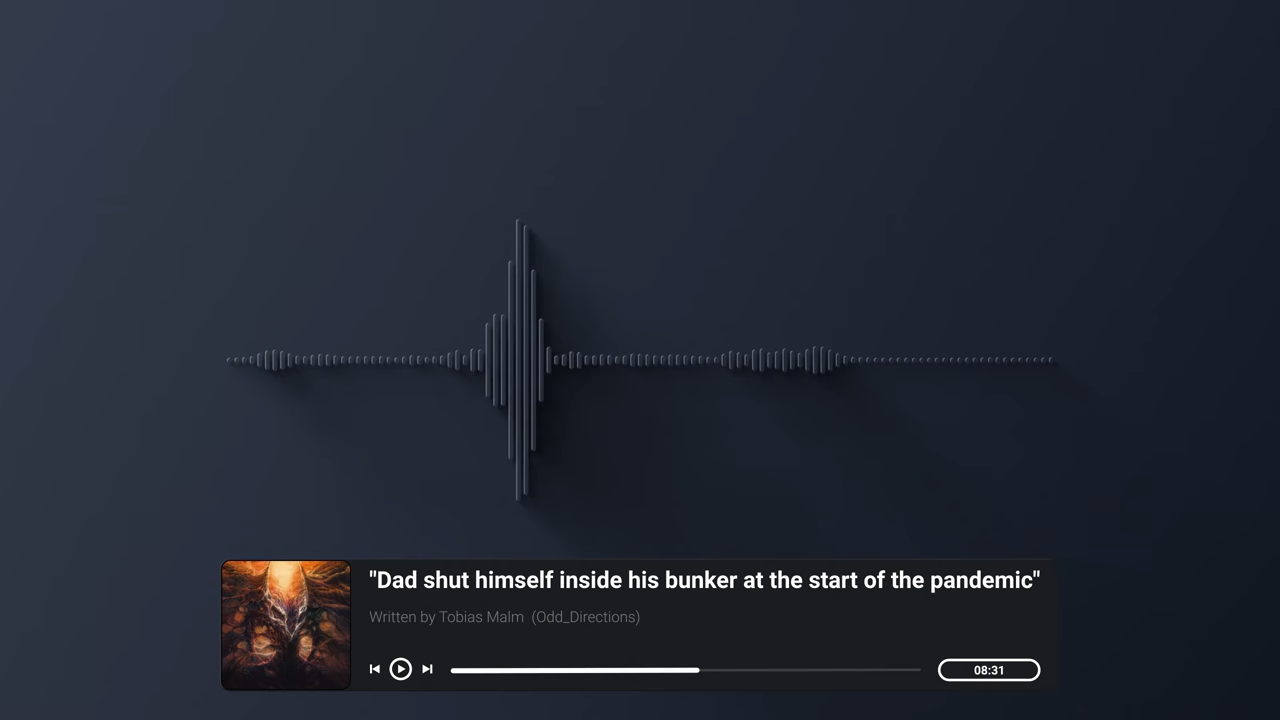 "Dad shut himself inside his bunker at the start of the pandemic"
Written by Tobias Malm (Odd_Directions)
08:31